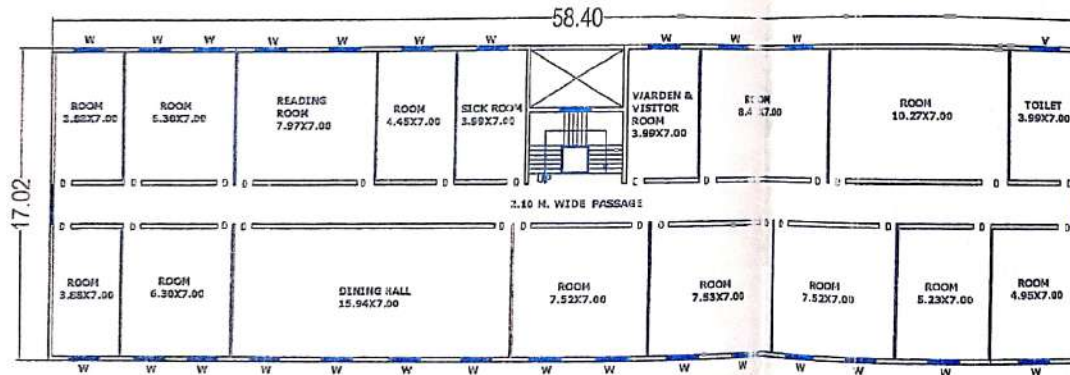 58.40
W W W W W W W W W W W
ROOM
3.88X7.00
ROOM
6.30X7.00
READING
ROOM
7.97X7.00
ROOM
4.45X7.00
SICK ROOM
3.99X7.00
WARDEN &
VISITOR
ROOM
3.99X7.00
ROOM
ROOM
10.27X7.00
TOILET
3.99X7.00
17.02
D D D D D D D D D D
UP
2.10 M. WIDE PASSAGE
D D D D D D D D D
ROOM
3.88X7.00
ROOM
6.30X7.00
DINING HALL
15.94X7.00
ROOM
7.52X7.00
ROOM
7.53X7.00
ROOM
7.52X7.00
ROOM
5.23X7.00
ROOM
4.95X7.00
W W W W W W W W W W W W W